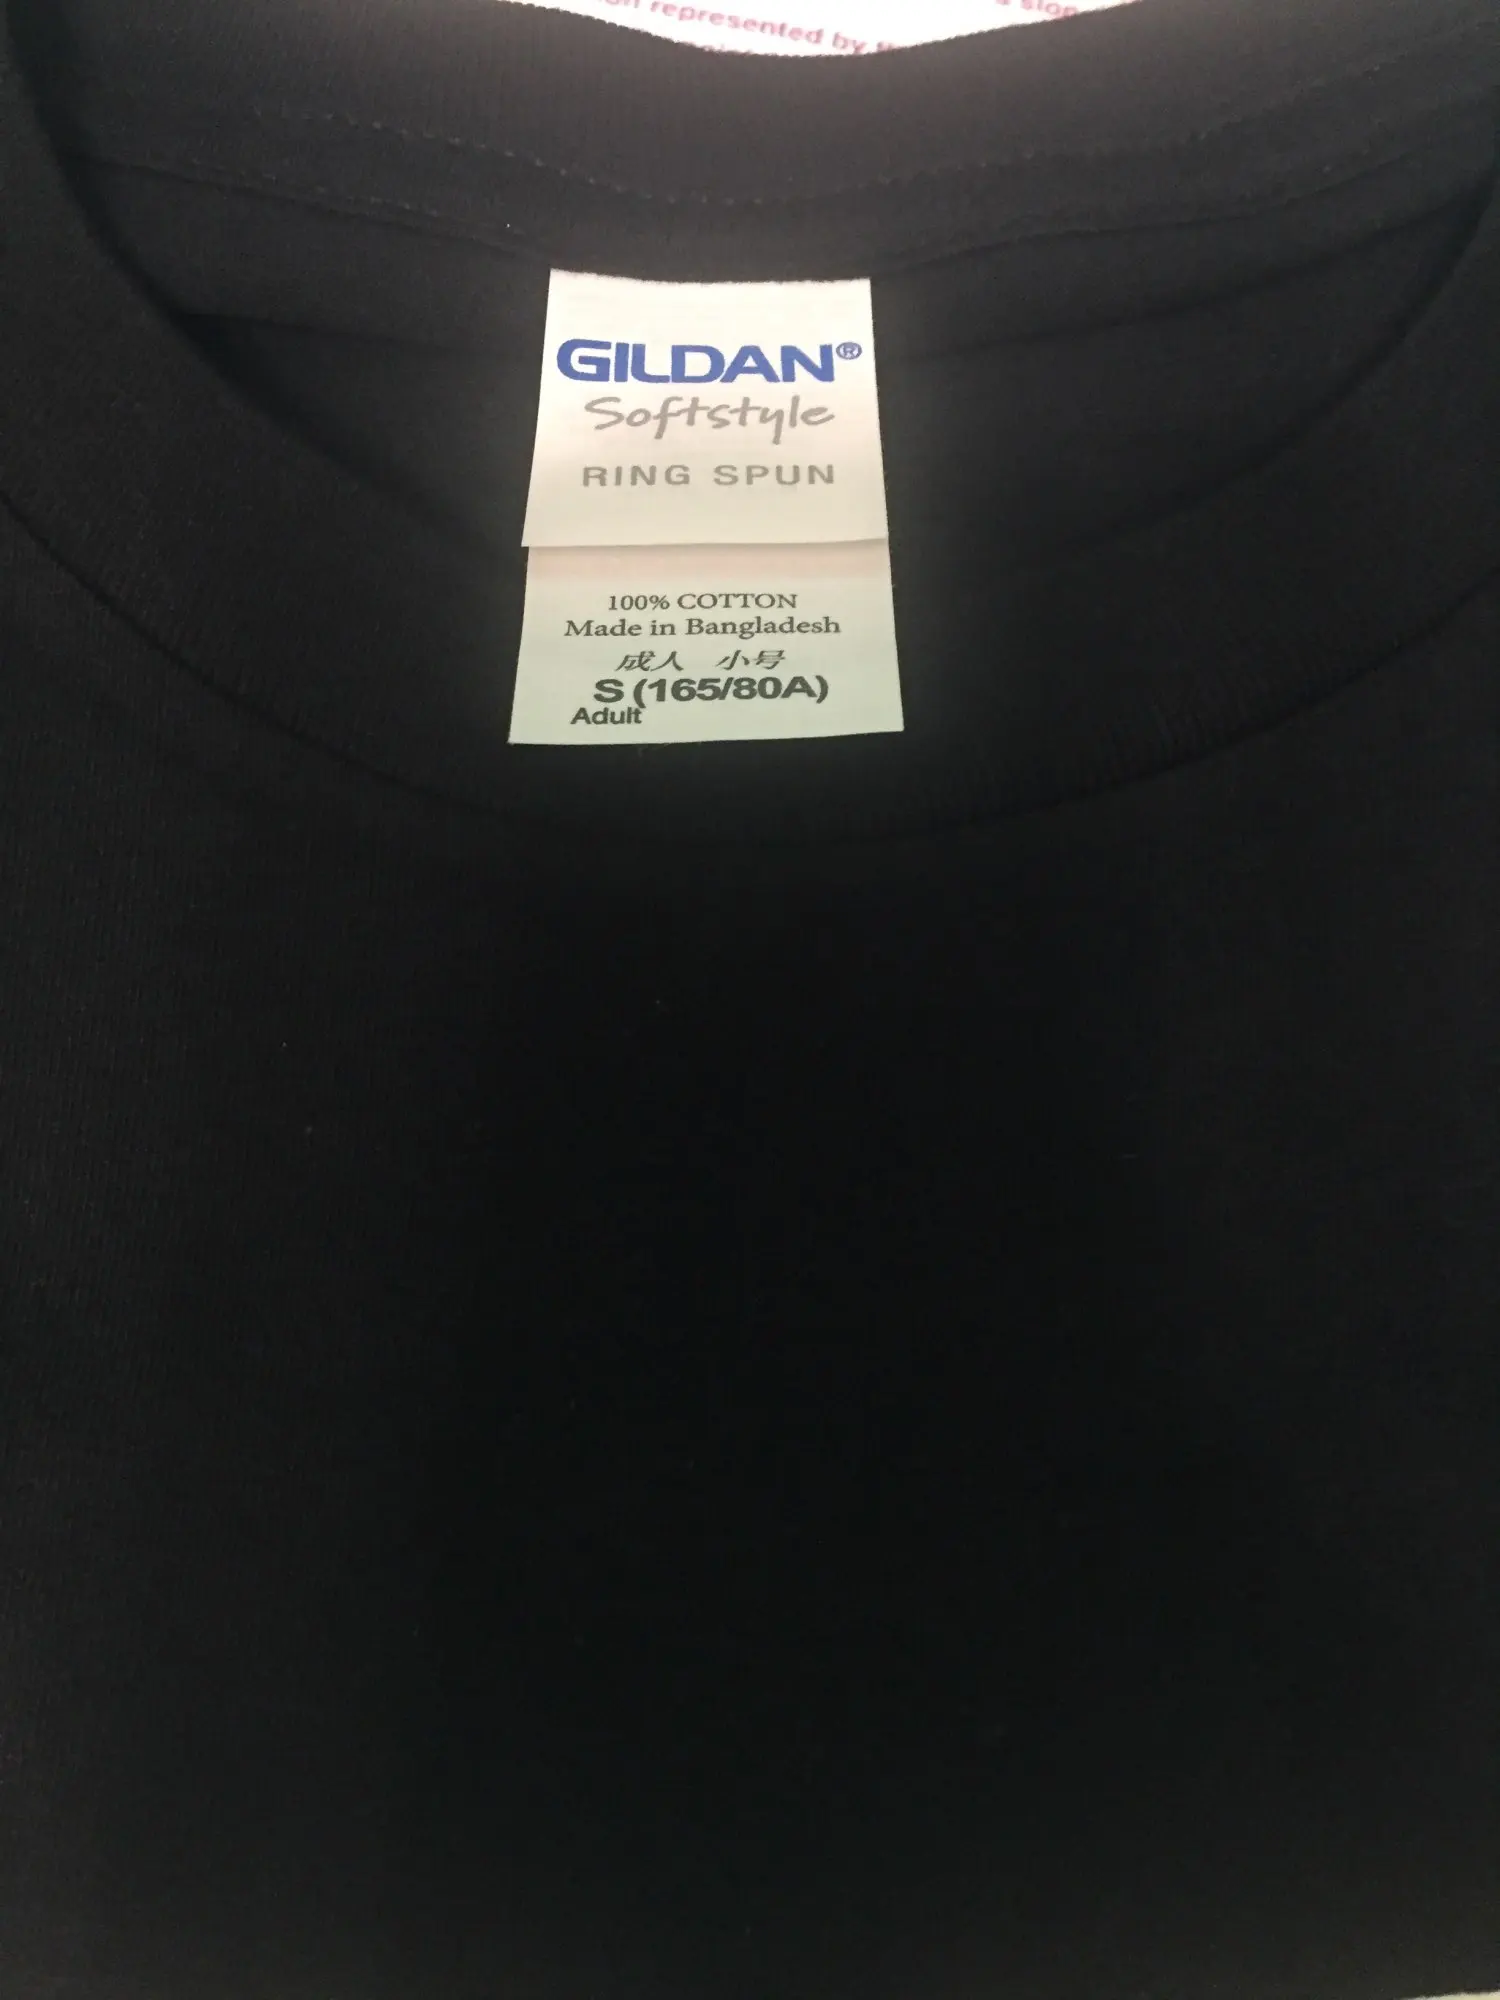 represented by
GILDAN®
Softstyle
RING SPUN
100% COTTON
Made in Bangladesh
成人 小号
S (165/80A)
Adult